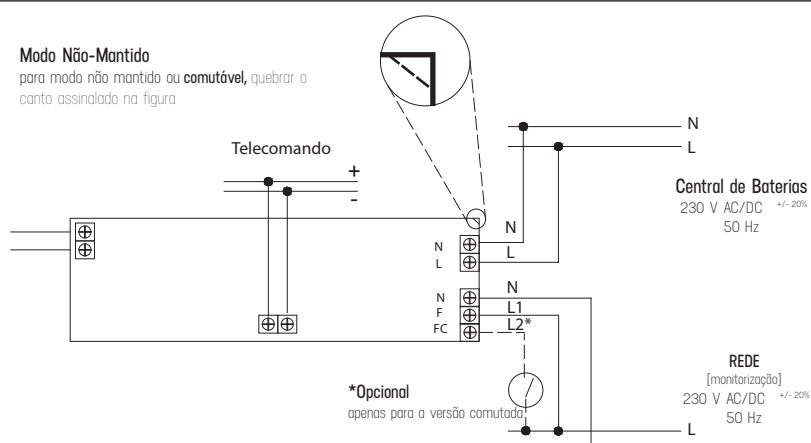 Modo Não-Mantido
para modo não mantido ou comutável, quebrar o
canto assinalado na figura
Telecomando
+
-
N
L
Central de Baterias
230 V AC/DC +/- 20%
50 Hz
N
N
L
L
N
N
F
L1
FC
L2*
*Opcional
apenas para a versão comutada
REDE
[monitorização]
230 V AC/DC +/- 20%
50 Hz
L